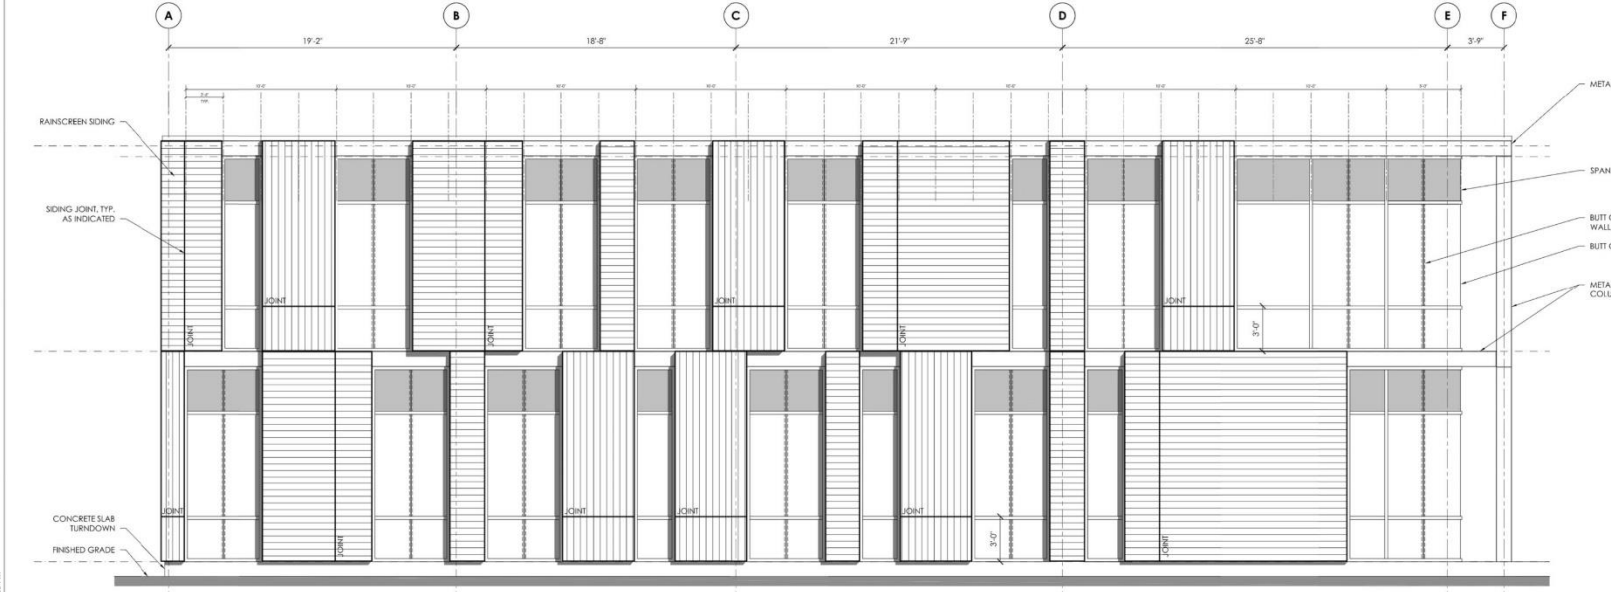 A B C D E F
19'-2" 18'-8" 21'-9" 25'-8" 3'-9"
RAINSCREEN SIDING
SIDING JOINT, TYP.
AS INDICATED
META
SPAN
BUTT
WALL
BUTT
META
COLU
JOINT JOINT JOINT
JOINT JOINT JOINT
3'-0"
JOINT JOINT JOINT JOINT
JOINT JOINT
3'-0"
CONCRETE SLAB
TURNDOWN
FINISHED GRADE